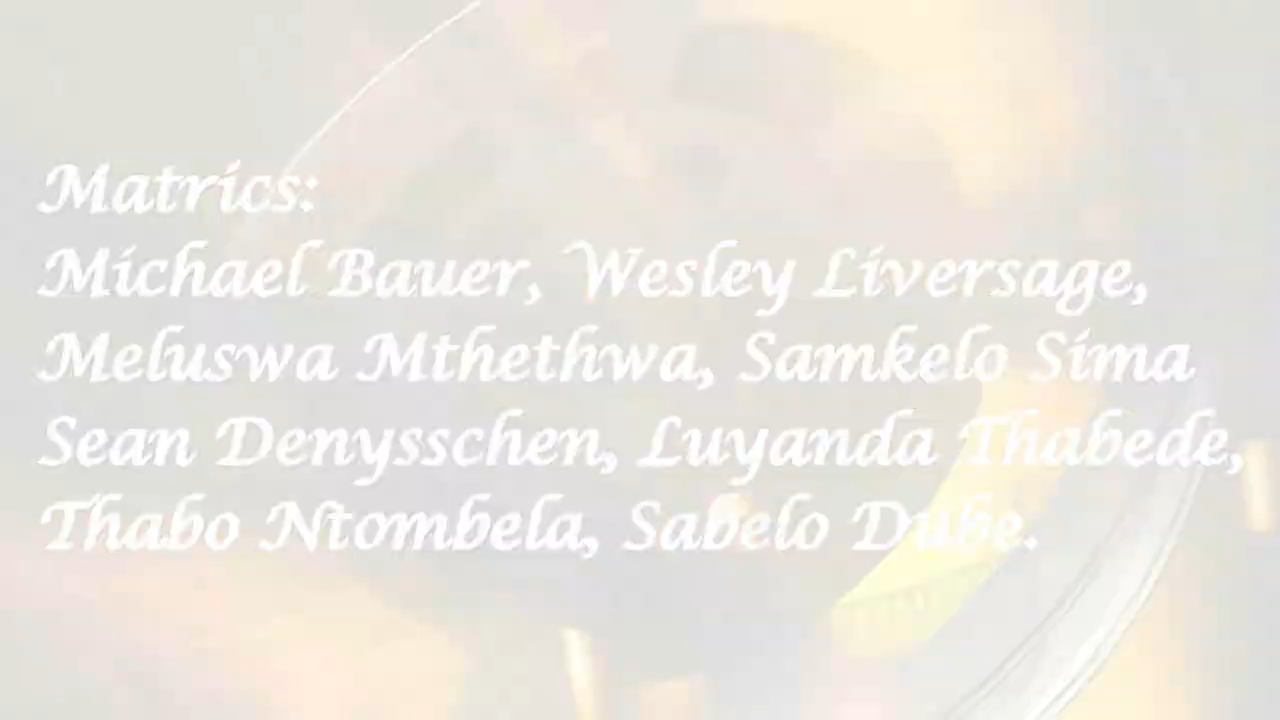 Matrics:
Michael Bauer, Wesley Liversage,
Meluswa Mthethwa, Samkelo Sima
Sean Denysschen, Luyanda Thabede,
Thabo Ntombela, Sabelo Dube.